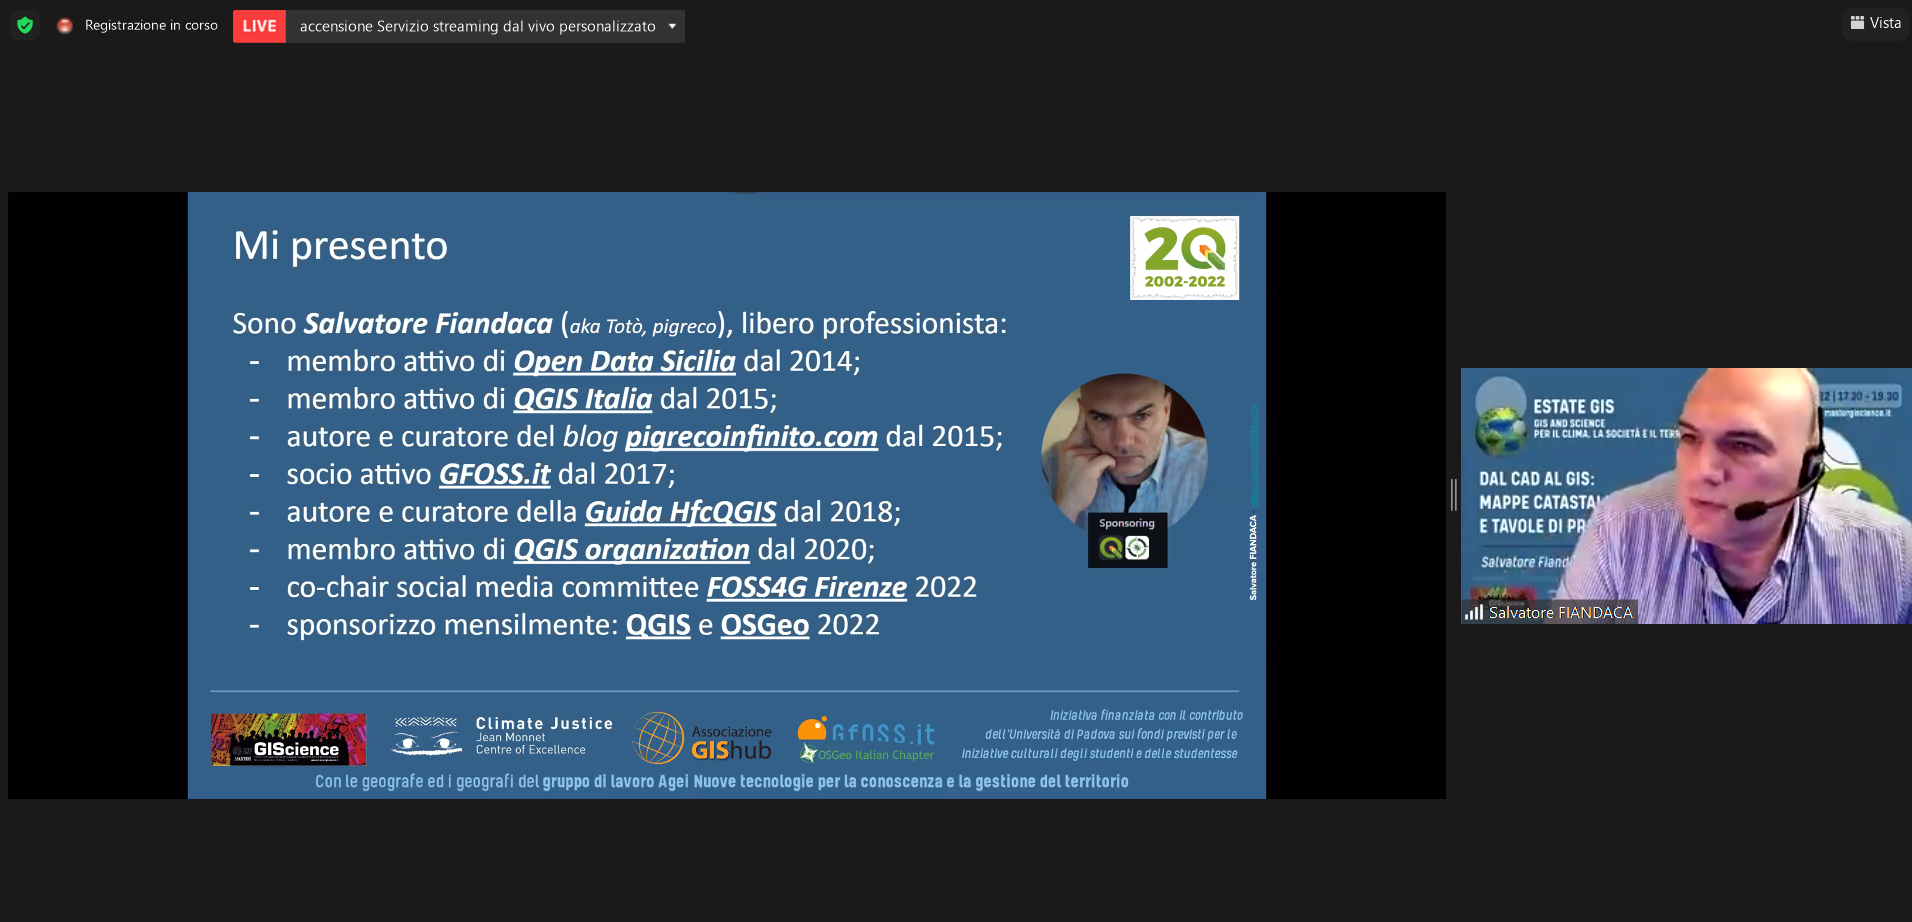 Registrazione in corso
LIVE
accensione Servizio streaming dal vivo personalizzato
Vista
Mi presento
2Q
2002-2022
Sono Salvatore Fiandaca (aka Totò, pigreco), libero professionista:
- membro attivo di Open Data Sicilia dal 2014;
- membro attivo di QGIS Italia dal 2015;
- autore e curatore del blog pigrecoinfinito.com dal 2015;
- socio attivo GFOSS.it dal 2017;
- autore e curatore della Guida HfcQGIS dal 2018;
- membro attivo di QGIS organization dal 2020;
- co-chair social media committee FOSS4G Firenze 2022
- sponsorizzo mensilmente: QGIS e OSGeo 2022
Sponsoring
Salvatore FIANDACA -
GIScience
Climate Justice
Jean Monnet
Centre of Excellence
Associazione
GIShub
GFOSS.it
OSGeo Italian Chapter
Iniziativa finanziata con il contributo
dell'Università di Padova sui fondi previsti per le
Iniziative culturali degli studenti e delle studentesse
Con le geografe ed i geografi del gruppo di lavoro Agei Nuove tecnologie per la conoscenza e la gestione del territorio
ESTATE GIS
GIS AND SCIENCE
PER IL CLIMA, LA SOCIETÀ E IL TERR
22 | 17.30 - 19.30
mastergiscience.it
DAL CAD AL GIS:
MAPPE CATASTA
E TAVOLE DI PR
Salvatore Fiand
Salvatore FIANDACA